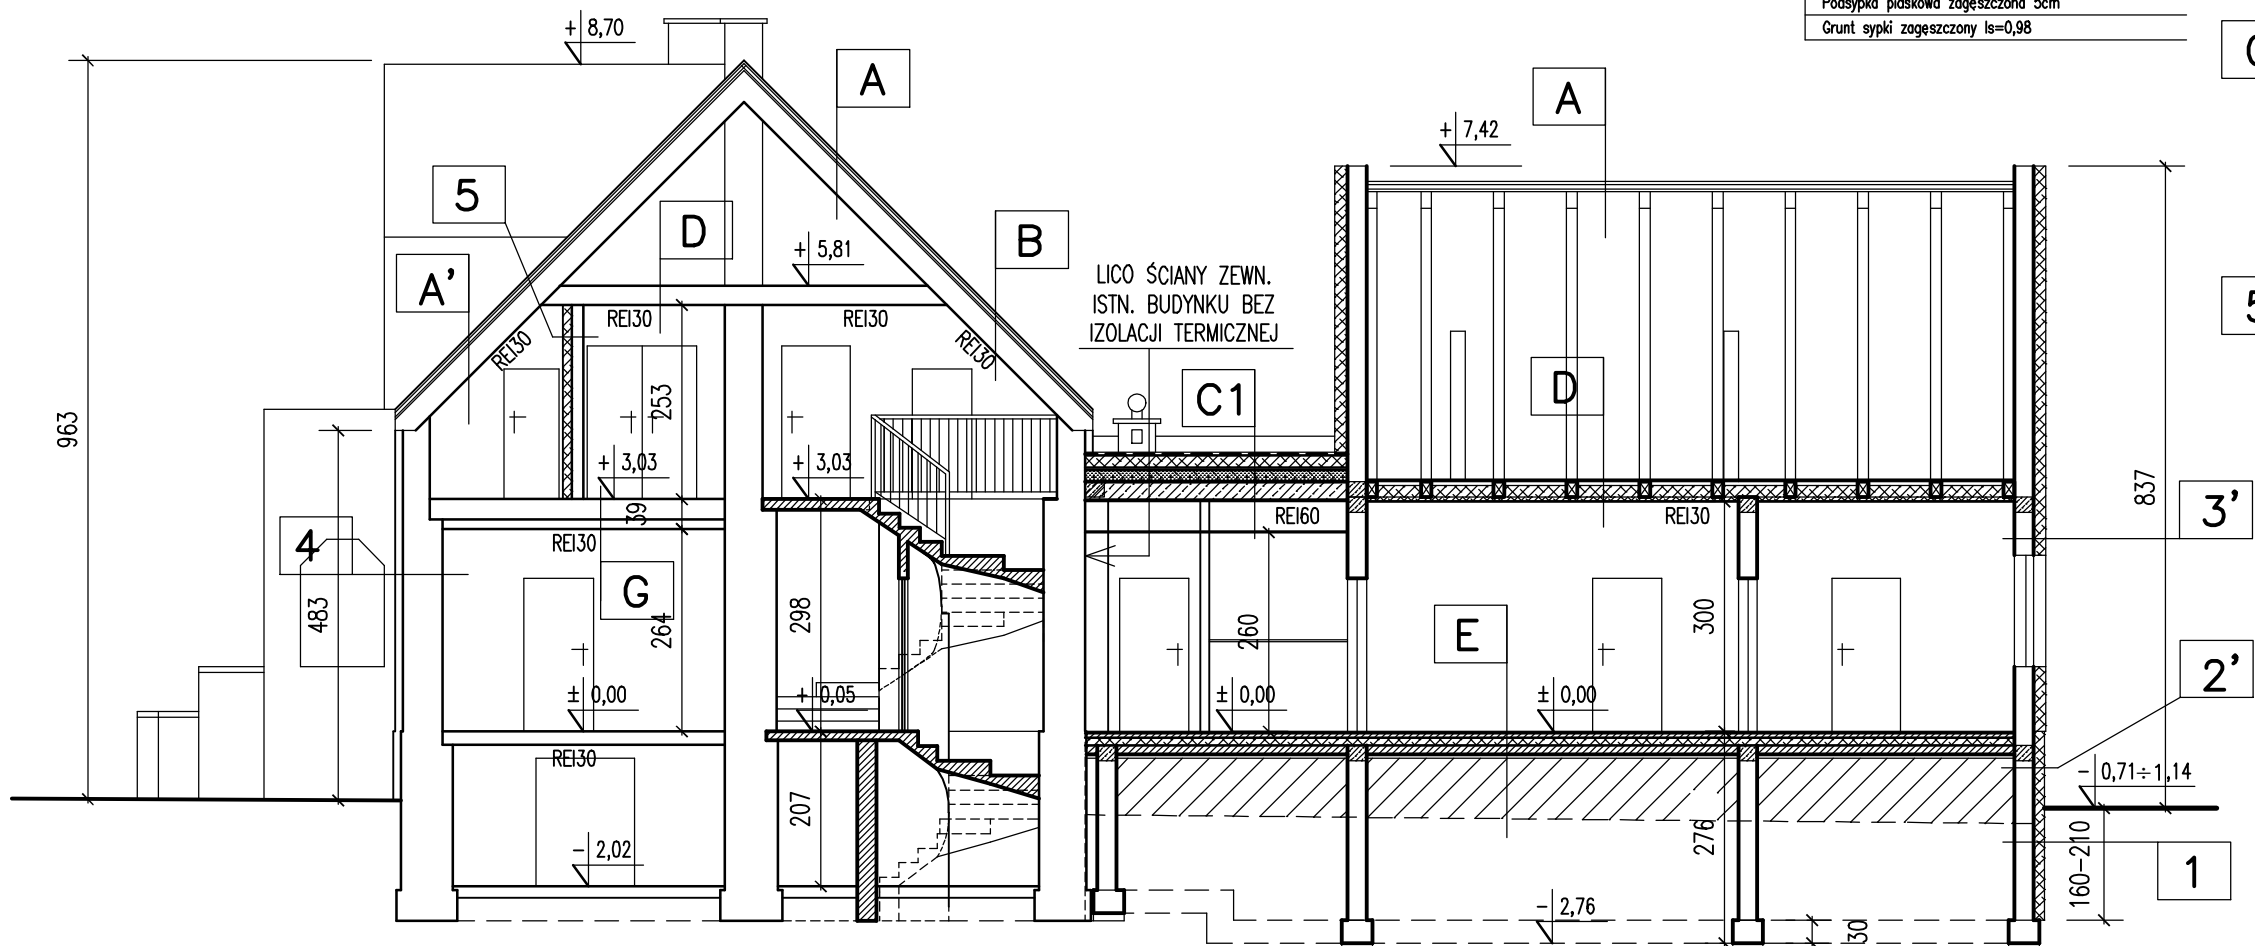 Podsypka piaskowa zagęszczona 5cm
Grunt sypki zagęszczony Is=0,98
+ 8,70
A
A
+ 7,42
5
D
+ 5,81
B
A'
LICO ŚCIANY ZEWN.
ISTN. BUDYNKU BEZ
IZOLACJI TERMICZNEJ
REI30
REI30
REI30
REI30
C1
D
963
253
+ 3,03
+ 3,03
837
39
REI30
REI60
REI30
3'
4
G
483
264
298
260
E
300
2'
± 0,00
+ 0,05
± 0,00
± 0,00
REI30
- 0,71÷1,14
207
276
160-210
1
- 2,02
- 2,76
30